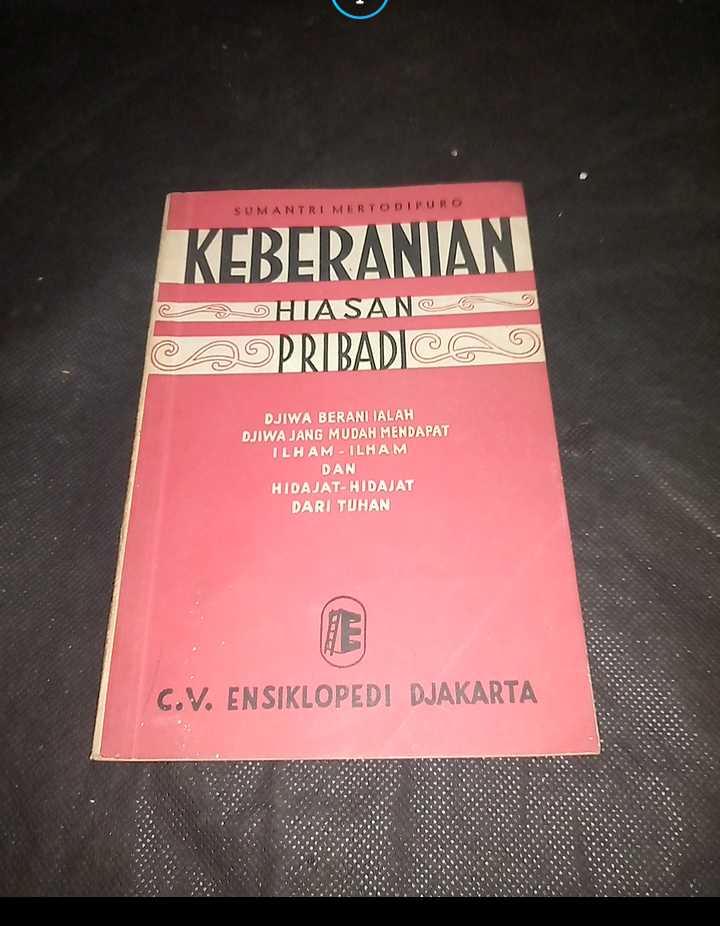 SUMANTRI MERTODIPURO
KEBERANIAN
HIASAN
PRIBADI
DJIWA BERANI IALAH
DJIWA JANG MUDAH MENDAPAT
ILHAM-ILHAM
DAN
HIDAJAT-HIDAJAT
DARI TUHAN
E
C.V. ENSIKLOPEDI DJAKARTA